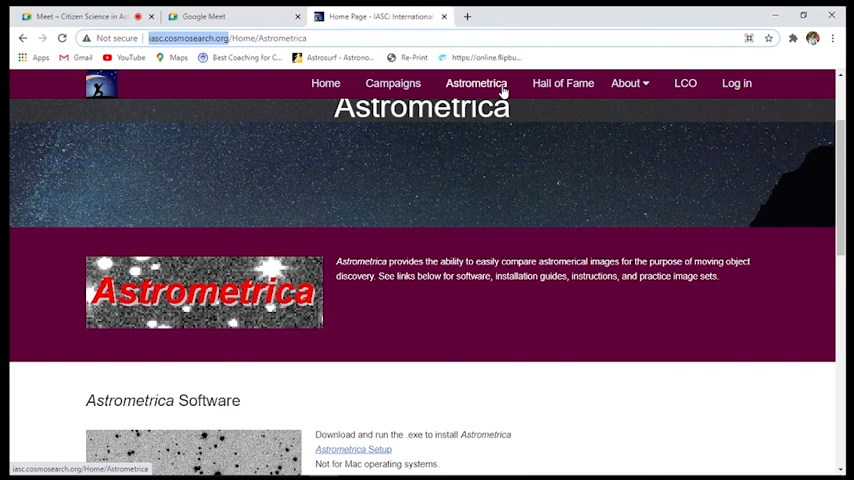 Meet – Citizen Science in As
Google Meet
Home Page - IASC: Internationa
Not secure
iasc.cosmosearch.org/Home/Astrometrica
Apps
Gmail
YouTube
Maps
Best Coaching for C...
Astrosurf - Astrono...
Re-Print
https://online.flipbu...
Home
Campaigns
Astrometrica
Hall of Fame
About
LCO
Log in
Astrometrica
Astrometrica
Astrometrica provides the ability to easily compare astromerical images for the purpose of moving object
discovery. See links below for software, installation guides, instructions, and practice image sets.
Astrometrica Software
Download and run the .exe to install Astrometrica
Astrometrica Setup
Not for Mac operating systems.
iasc.cosmosearch.org/Home/Astrometrica